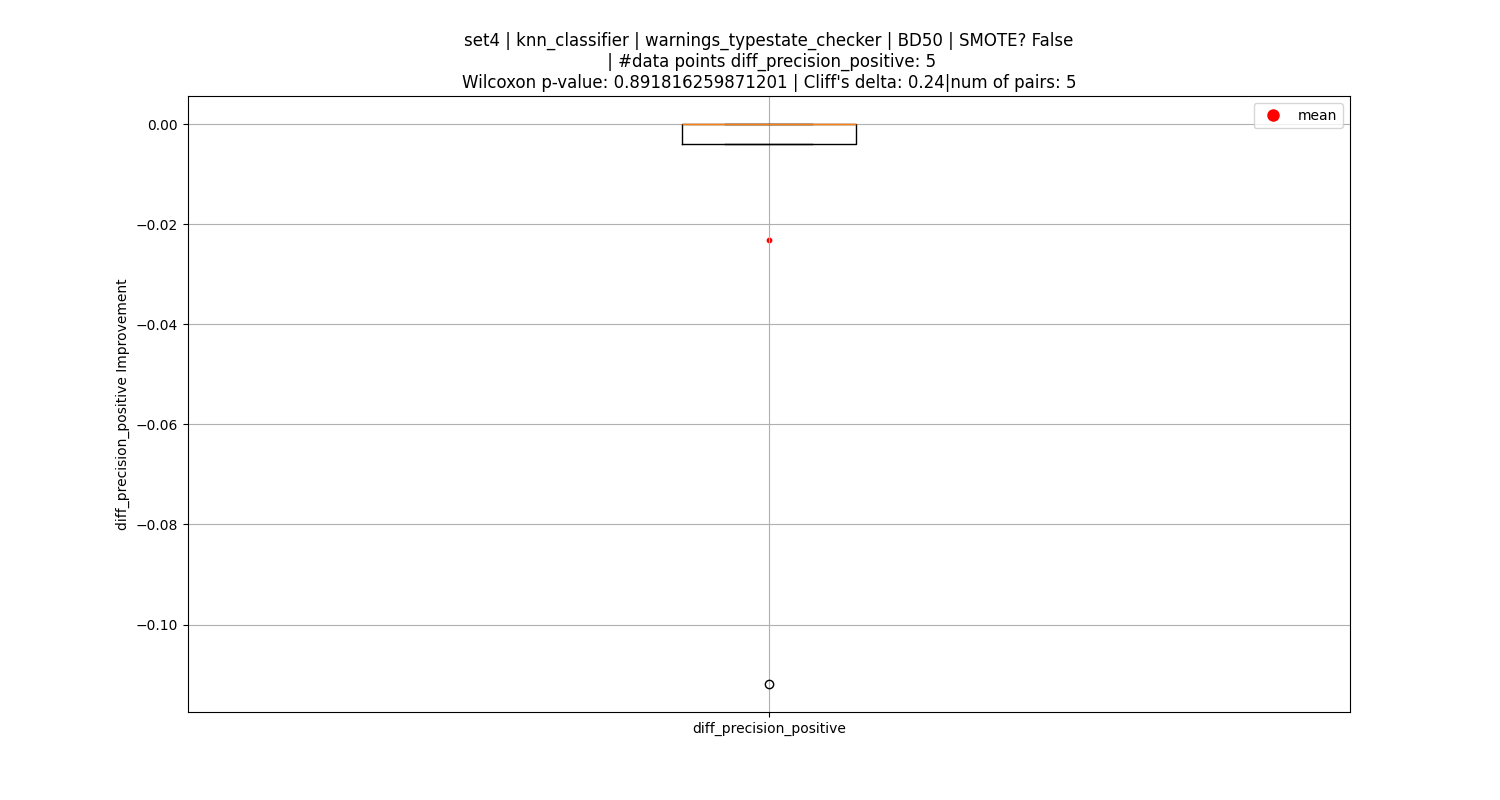 set4 | knn_classifier | warnings_typestate_checker | BD50 | SMOTE? False
| #data points diff_precision_positive: 5
Wilcoxon p-value: 0.891816259871201 | Cliff's delta: 0.24|num of pairs: 5
mean
0.00
−0.02
−0.04
−0.06
−0.08
−0.10
diff_precision_positive Improvement
diff_precision_positive